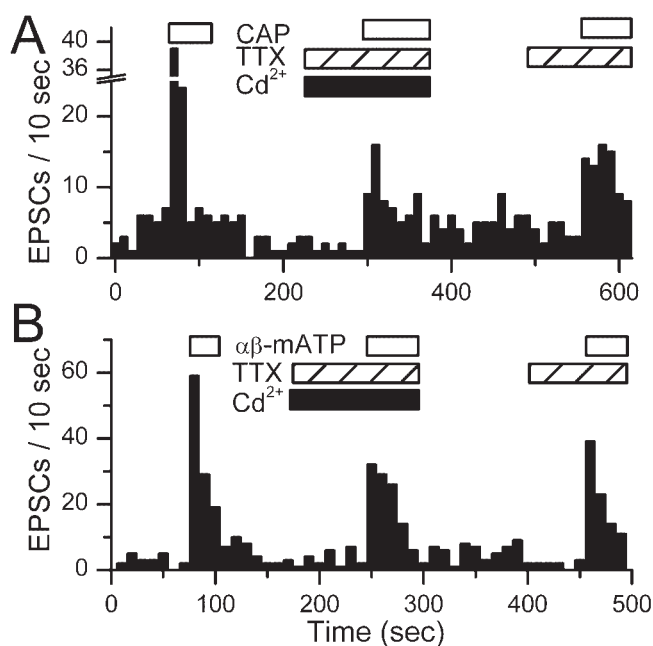 A
CAP
TTX
Cd2+
EPSCs / 10 sec
40
36
20
10
0
0 200 400 600
B
αβ-mATP
TTX
Cd2+
EPSCs / 10 sec
60
40
20
0
0 100 200 300 400 500
Time (sec)